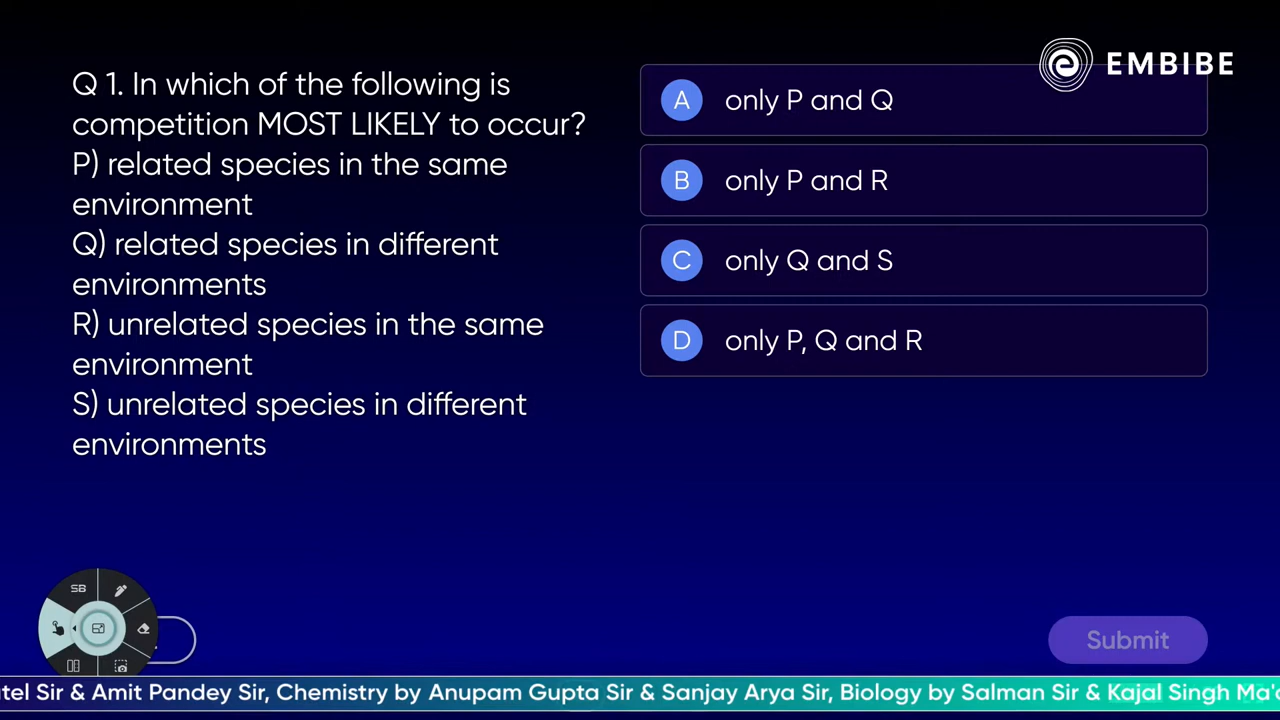 EMBIBE
Q 1. In which of the following is
competition MOST LIKELY to occur?
P) related species in the same
environment
Q) related species in different
environments
R) unrelated species in the same
environment
S) unrelated species in different
environments
A only P and Q
B only P and R
C only Q and S
D only P, Q and R
SB
Submit
tel Sir & Amit Pandey Sir, Chemistry by Anupam Gupta Sir & Sanjay Arya Sir, Biology by Salman Sir & Kajal Singh Ma'a